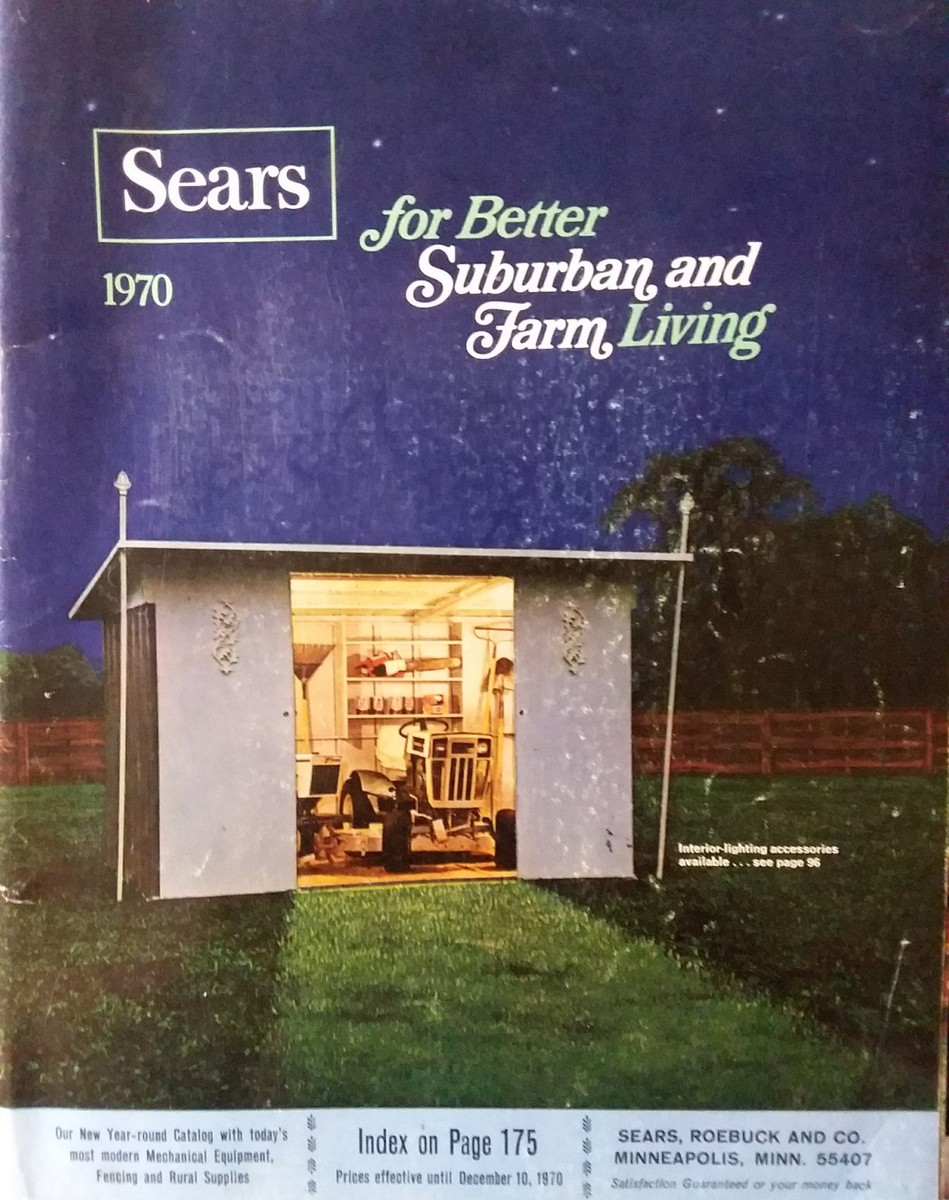 Sears
1970
for Better
Suburban and
Farm Living
Interior-lighting accessories
available . . . see page 96
Our New Year-round Catalog with today's
most modern Mechanical Equipment,
Fencing and Rural Supplies
Index on Page 175
Prices effective until December 10, 1970
SEARS, ROEBUCK AND CO.
MINNEAPOLIS, MINN. 55407
Satisfaction Guaranteed or your money back